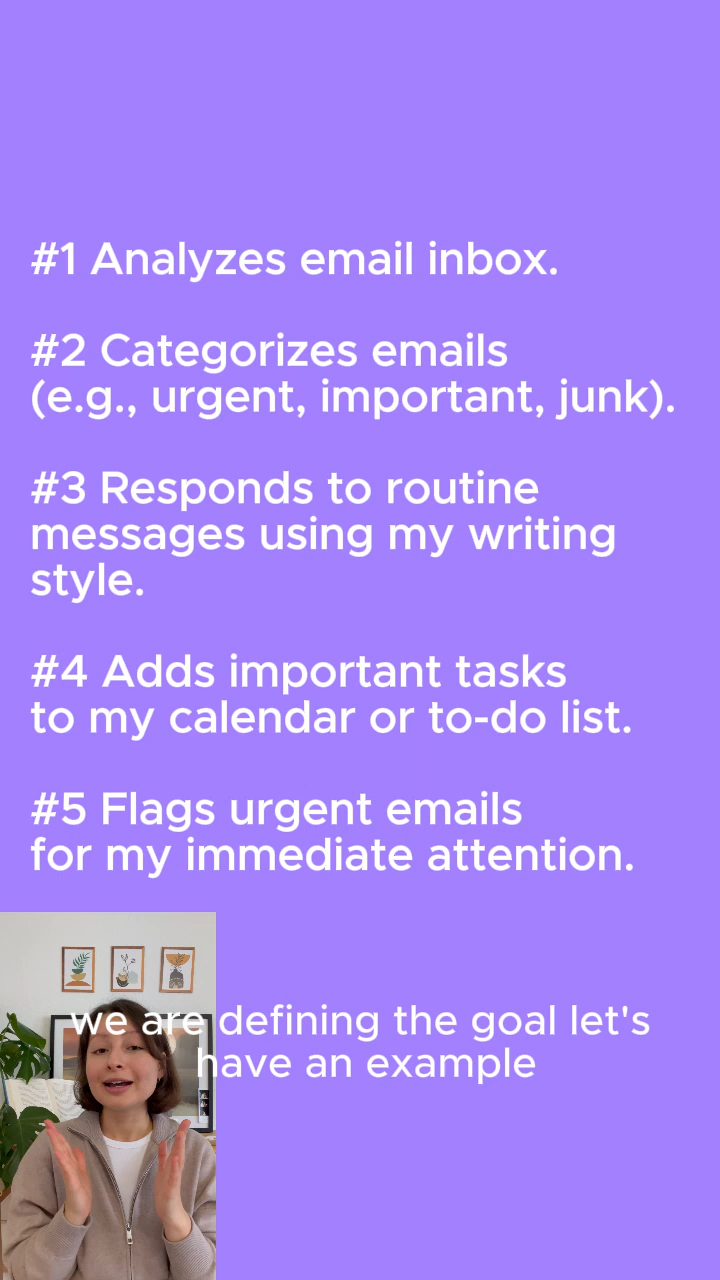 #1 Analyzes email inbox.
#2 Categorizes emails
(e.g., urgent, important, junk).
#3 Responds to routine
messages using my writing
style.
#4 Adds important tasks
to my calendar or to-do list.
#5 Flags urgent emails
for my immediate attention.
we are defining the goal let's
have an example